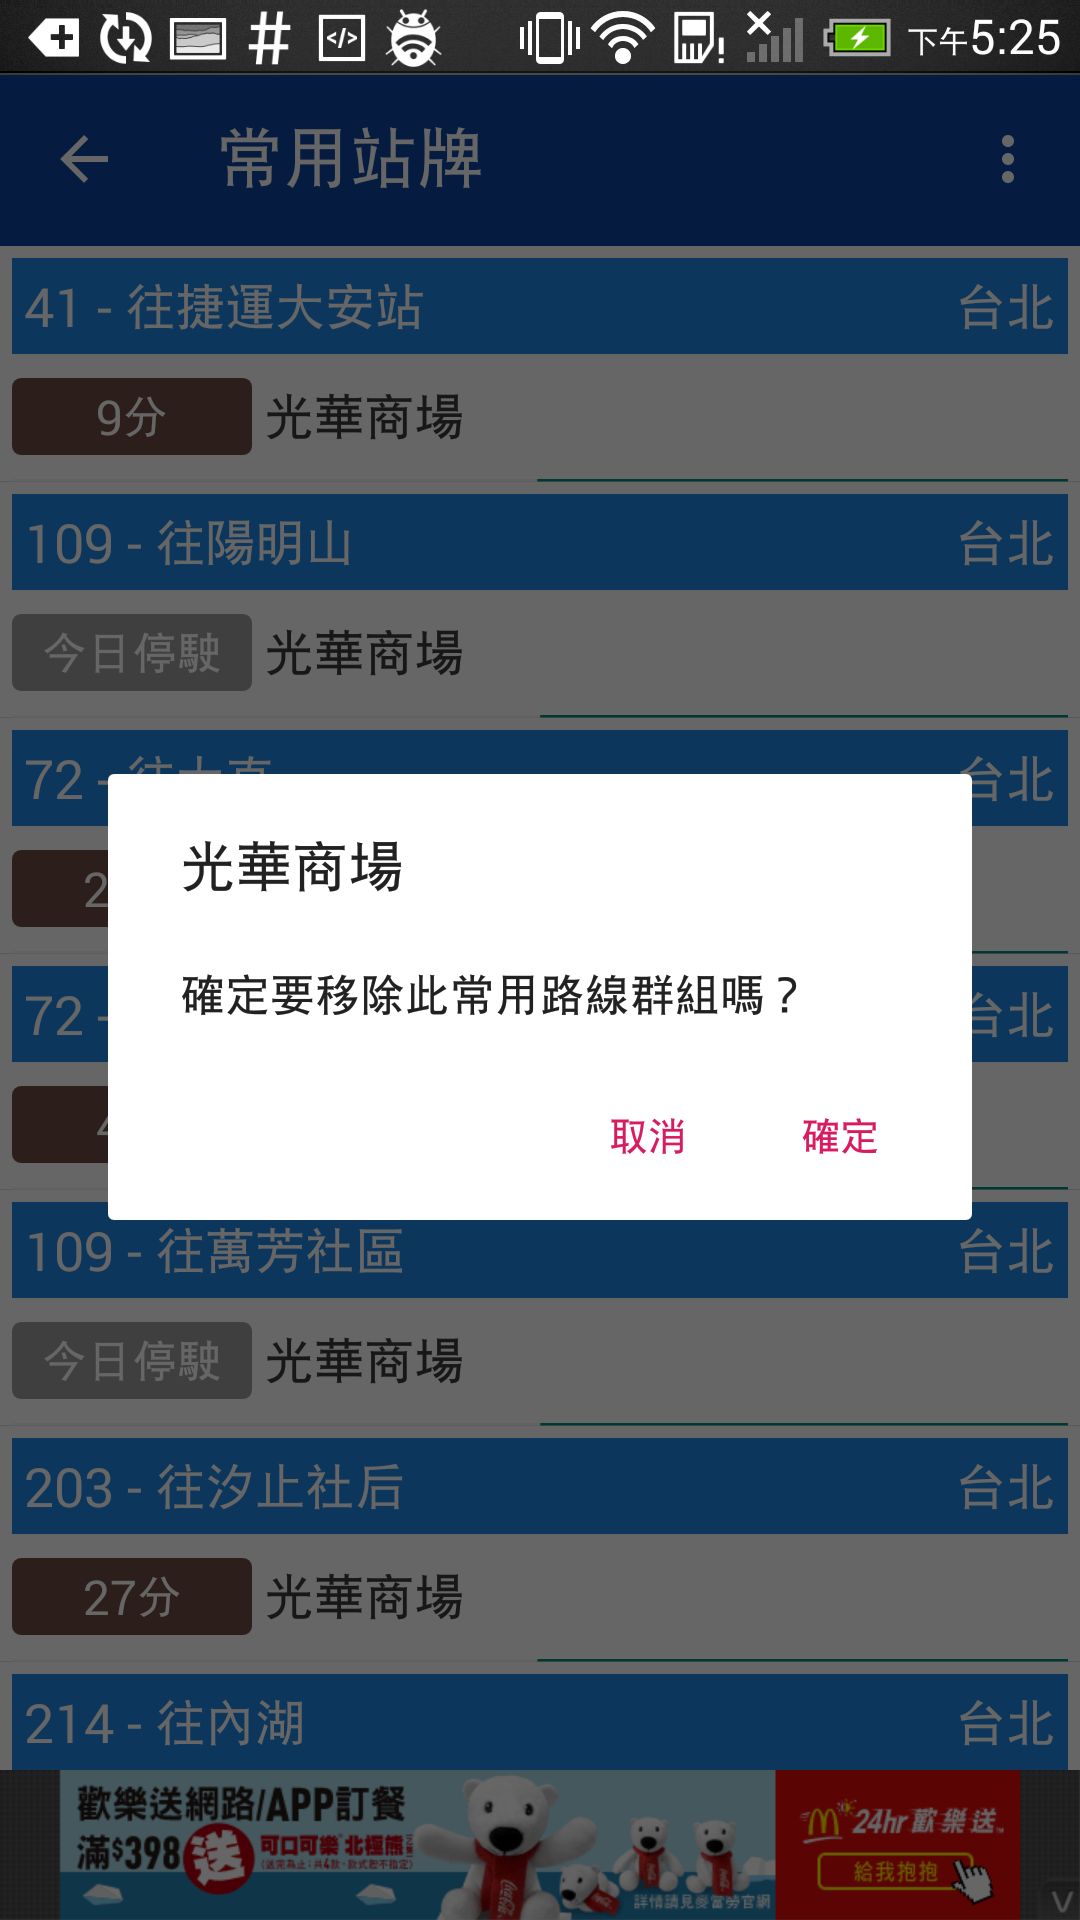 下午5:25
常用站牌
41 - 往捷運大安站 台北
9分 光華商場
109 - 往陽明山 台北
今日停駛 光華商場
72 - 台北
2
光華商場
確定要移除此常用路線群組嗎？
取消 確定
72 - 台北
4
109 - 往萬芳社區 台北
今日停駛 光華商場
203 - 往汐止社后 台北
27分 光華商場
214 - 往內湖 台北
歡樂送網路/APP訂餐
滿$398送 可口可樂 北極熊
24hr歡樂送
給我抱抱
詳情請見麥當勞官網